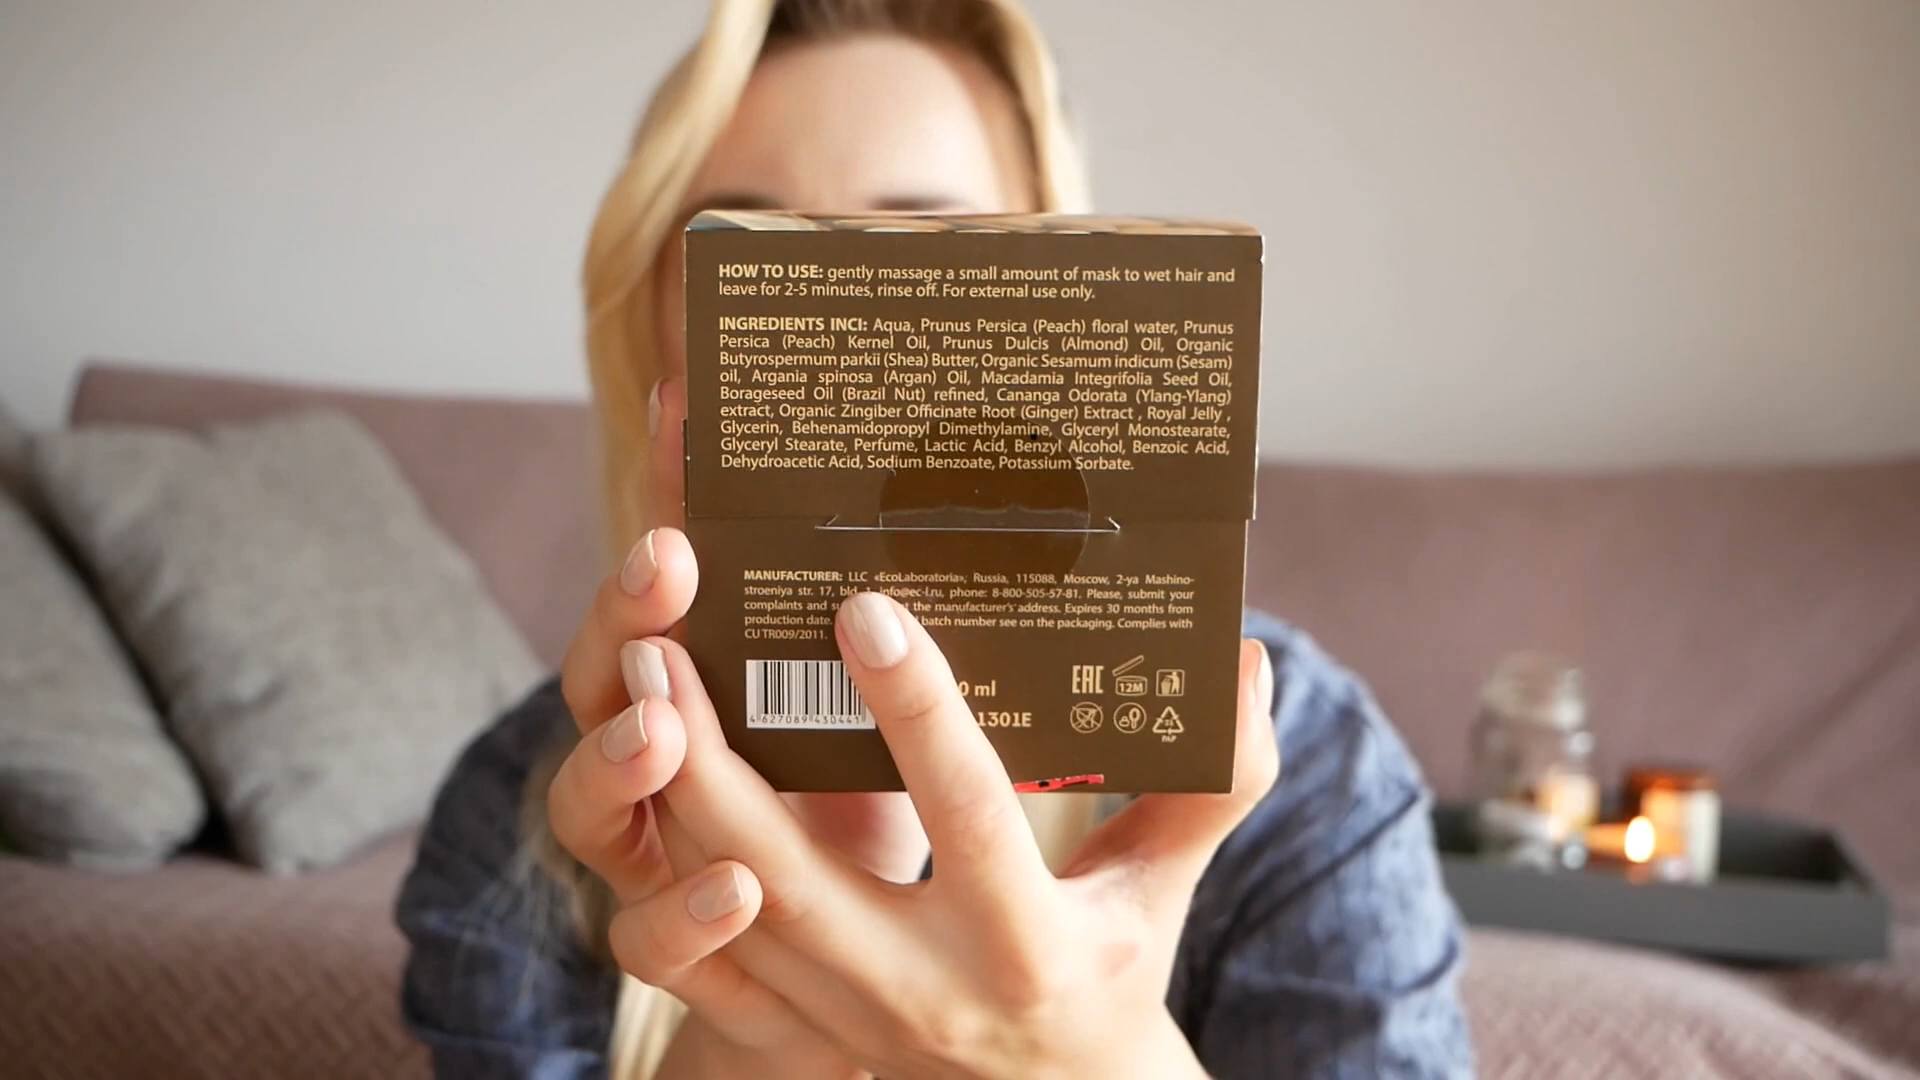 HOW TO USE: gently massage a small amount of mask to wet hair and
leave for 2-5 minutes, rinse off. For external use only.
INGREDIENTS INCI: Aqua, Prunus Persica (Peach) floral water, Prunus
Persica (Peach) Kernel Oil, Prunus Dulcis (Almond) Oil, Organic
Butyrospermum parkii (Shea) Butter, Organic Sesamum indicum (Sesam)
oil, Argania spinosa (Argan) Oil, Macadamia Integrifolia Seed Oil,
Borageseed Oil (Brazil Nut) refined, Cananga Odorata (Ylang-Ylang)
extract, Organic Zingiber Officinate Root (Ginger) Extract , Royal Jelly ,
Glycerin, Behenamidopropyl Dimethylamine, Glyceryl Monostearate,
Glyceryl Stearate, Perfume, Lactic Acid, Benzyl Alcohol, Benzoic Acid,
Dehydroacetic Acid, Sodium Benzoate, Potassium Sorbate.
MANUFACTURER: LLC «EcoLaboratoria», Russia, 115088, Moscow, 2-ya Mashino-
stroeniya str. 17, bld. 1, info@ec-l.ru, phone: 8-800-505-57-81. Please, submit your
complaints and the manufacturer's address. Expires 30 months from
production date. batch number see on the packaging. Complies with
CU TR009/2011.
4 627089 430441
0 ml
1301E
EAC
12M
PAP